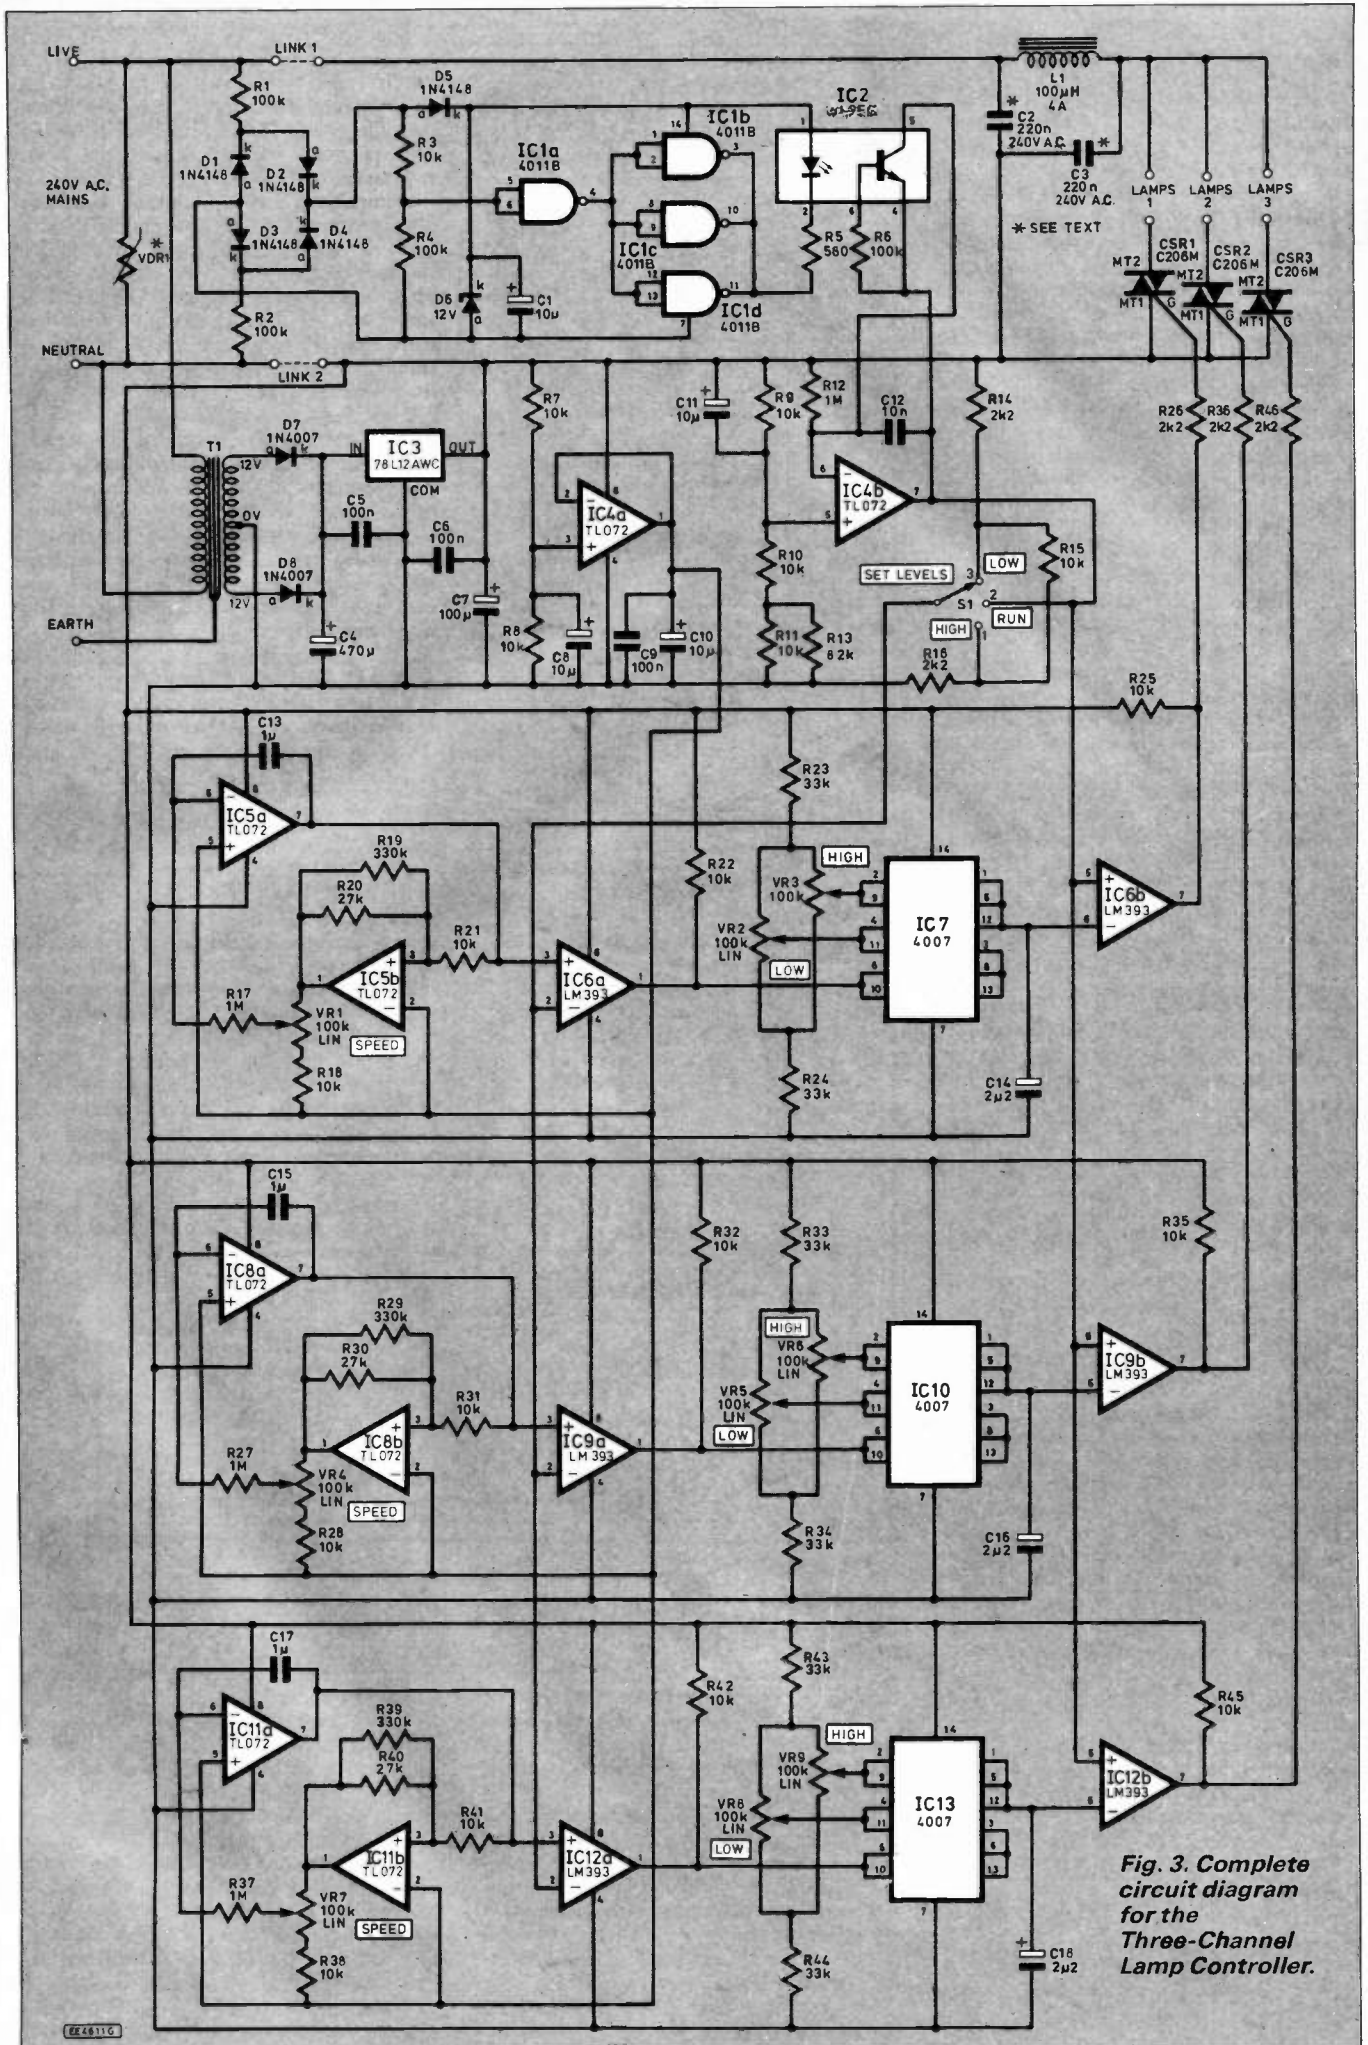 LIVE
LINK 1
R1
100k
D1
1N4148
D2
1N4148
D3
1N4148
D4
1N4148
R2
100k
240V A.C.
MAINS
*
VDR1
NEUTRAL
LINK 2
D5
1N4148
a
k
R3
10k
R4
100k
D6
12V
C1
10µ
IC1a
4011B
IC1b
4011B
IC1c
4011B
IC1d
4011B
IC2
R5
560
R6
100k
L1
100µH
4A
*
C2
220n
240V A.C.
*
C3
220n
240V A.C.
* SEE TEXT
LAMPS
1
LAMPS
2
LAMPS
3
CSR1
C206M
CSR2
C206M
CSR3
C206M
MT2
MT1
G
MT2
MT1
G
MT2
MT1
G
R26
2k2
R36
2k2
R46
2k2
T1
12V
0V
12V
EARTH
D7
1N4007
D8
1N4007
IN
IC3
78L12AWC
OUT
COM
C4
470µ
C5
100n
C6
100n
C7
100µ
R7
10k
R8
10k
C8
10µ
IC4a
TL072
C9
100n
C10
10µ
C11
10µ
R9
10k
R10
10k
R11
10k
R12
1M
R13
82k
C12
10n
IC4b
TL072
R14
2k2
R15
10k
R16
2k2
SET LEVELS
LOW
S1
RUN
HIGH
R25
10k
C13
1µ
IC5a
TL072
R19
330k
R20
27k
R21
10k
IC5b
TL072
R17
1M
VR1
100k
LIN
SPEED
R18
10k
IC6a
LM393
R22
10k
R23
33k
HIGH
VR3
100k
VR2
100k
LIN
LOW
R24
33k
IC7
4007
C14
2µ2
IC6b
LM393
C15
1µ
IC8a
TL072
R29
330k
R30
27k
R31
10k
IC8b
TL072
R27
1M
VR4
100k
LIN
SPEED
R28
10k
IC9a
LM393
R32
10k
R33
33k
HIGH
VR6
100k
LIN
VR5
100k
LIN
LOW
R34
33k
IC10
4007
C16
2µ2
IC9b
LM393
R35
10k
C17
1µ
IC11a
TL072
R39
330k
R40
27k
R41
10k
IC11b
TL072
R37
1M
VR7
100k
LIN
SPEED
R38
10k
IC12a
LM393
R42
10k
R43
33k
HIGH
VR9
100k
LIN
VR8
100k
LIN
LOW
R44
33k
IC13
4007
C18
2µ2
IC12b
LM393
R45
10k
Fig. 3. Complete
circuit diagram
for the
Three-Channel
Lamp Controller.
EE4611G